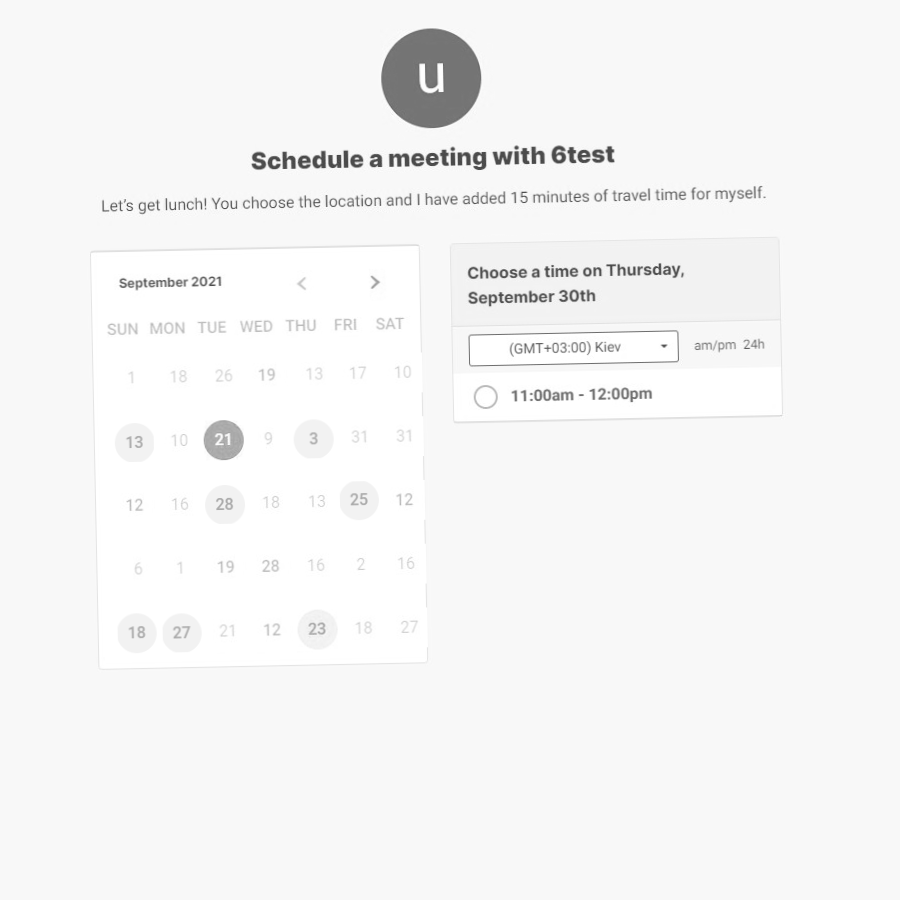 u
Schedule a meeting with 6test
Let's get lunch! You choose the location and I have added 15 minutes of travel time for myself.
September 2021
SUN MON TUE WED THU FRI SAT
1 18 26 19 13 17 10
13 10 21 9 3 31 31
12 16 28 18 13 25 12
6 1 19 28 16 2 16
18 27 21 12 23 18 27
Choose a time on Thursday,
September 30th
(GMT+03:00) Kiev
am/pm 24h
11:00am - 12:00pm